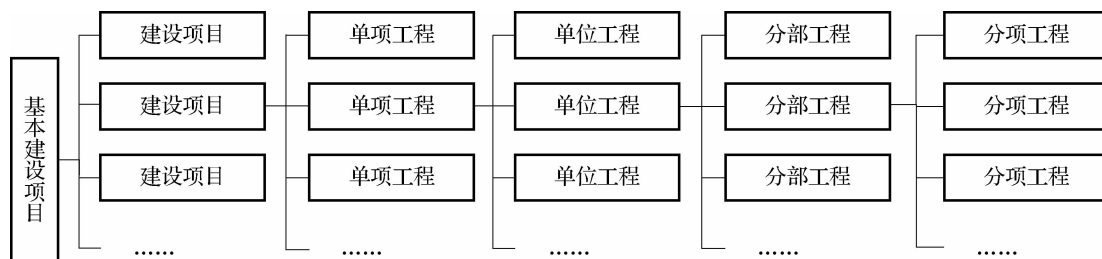 基本建设项目
建设项目 单项工程 单位工程 分部工程 分项工程
建设项目 单项工程 单位工程 分部工程 分项工程
建设项目 单项工程 单位工程 分部工程 分项工程
…… …… …… …… ……